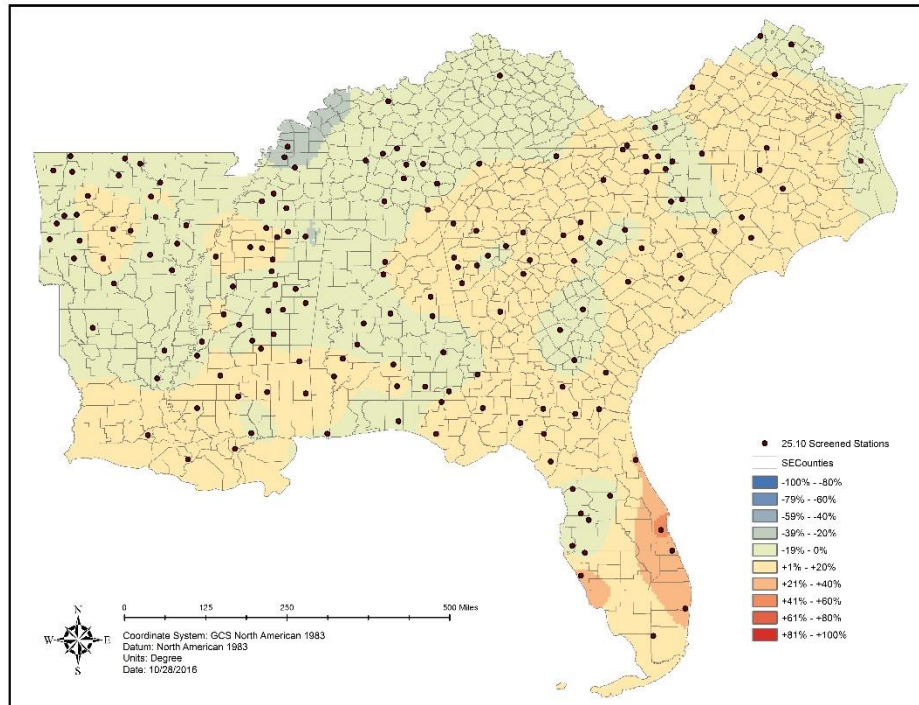 25.10 Screened Stations
SECounties
-100% - -80%
-79% - -60%
-59% - -40%
-39% - -20%
-19% - 0%
+1% - +20%
+21% - +40%
+41% - +60%
+61% - +80%
+81% - +100%
0 125 250 500 Miles
N
W E
S
Coordinate System: GCS North American 1983
Datum: North American 1983
Units: Degree
Date: 10/28/2016